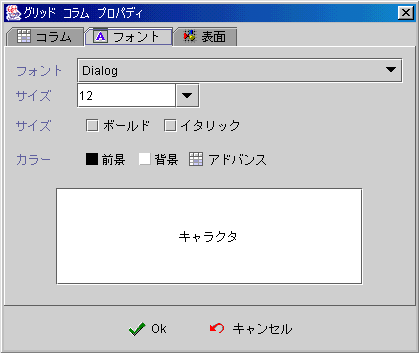 グリッド コラム プロパディ
コラム フォント 表面
フォント Dialog
サイズ 12
サイズ ボールド イタリック
カラー 前景 背景 アドバンス
キャラクタ
Ok キャンセル